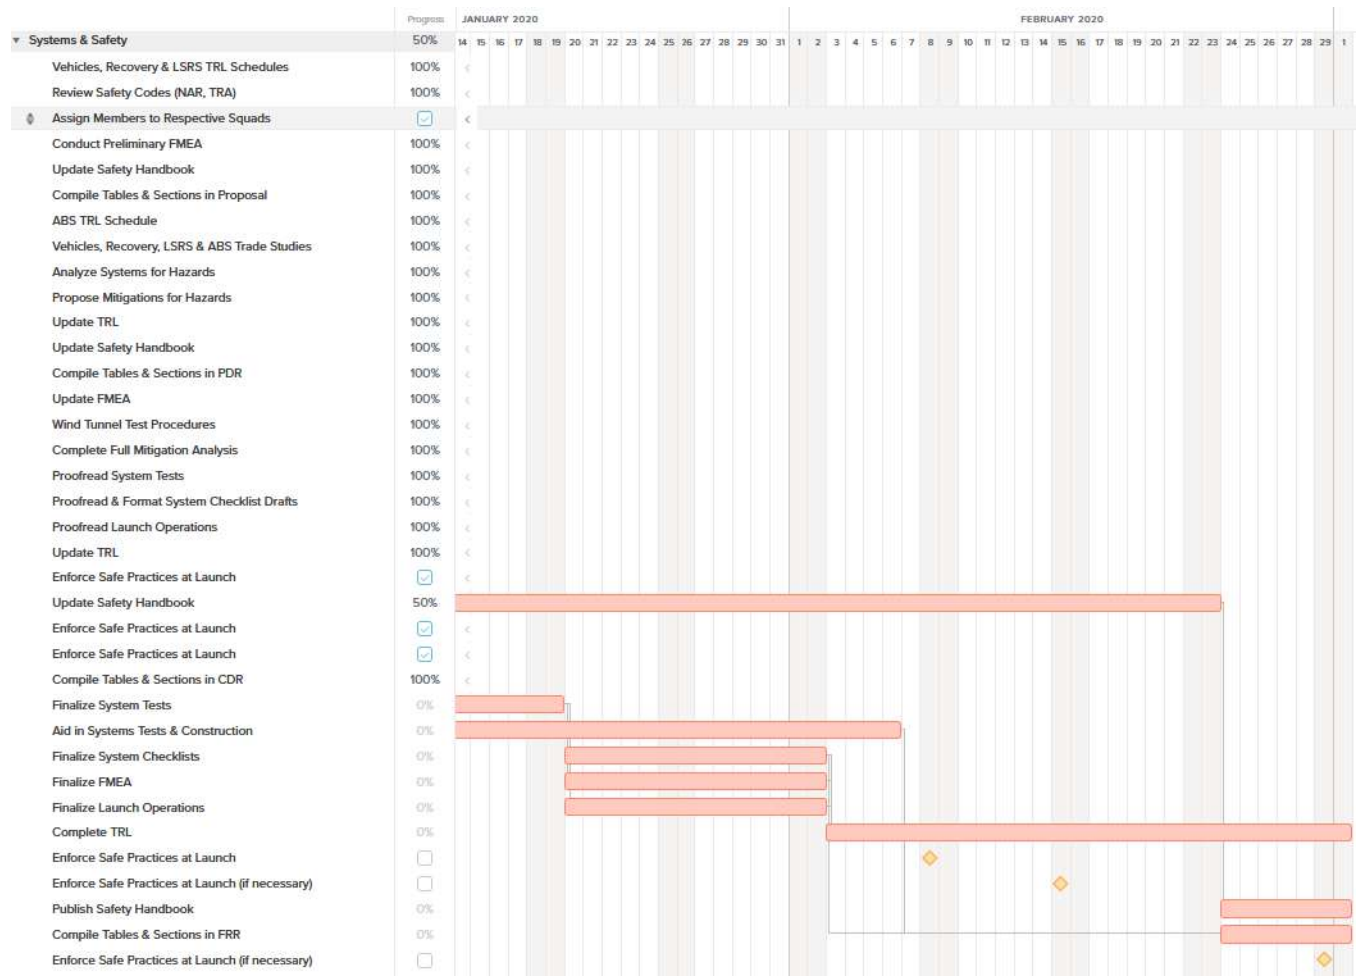 Progress JANUARY 2020 FEBRUARY 2020
Systems & Safety 50% 14 15 16 17 18 19 20 21 22 23 24 25 26 27 28 29 30 31 1 2 3 4 5 6 7 8 9 10 11 12 13 14 15 16 17 18 19 20 21 22 23 24 25 26 27 28 29 1
Vehicles, Recovery & LSRS TRL Schedules 100%
Review Safety Codes (NAR, TRA) 100%
Assign Members to Respective Squads
Conduct Preliminary FMEA 100%
Update Safety Handbook 100%
Compile Tables & Sections in Proposal 100%
ABS TRL Schedule 100%
Vehicles, Recovery, LSRS & ABS Trade Studies 100%
Analyze Systems for Hazards 100%
Propose Mitigations for Hazards 100%
Update TRL 100%
Update Safety Handbook 100%
Compile Tables & Sections in PDR 100%
Update FMEA 100%
Wind Tunnel Test Procedures 100%
Complete Full Mitigation Analysis 100%
Proofread System Tests 100%
Proofread & Format System Checklist Drafts 100%
Proofread Launch Operations 100%
Update TRL 100%
Enforce Safe Practices at Launch
Update Safety Handbook 50%
Enforce Safe Practices at Launch
Enforce Safe Practices at Launch
Compile Tables & Sections in CDR 100%
Finalize System Tests 0%
Aid in Systems Tests & Construction 0%
Finalize System Checklists 0%
Finalize FMEA 0%
Finalize Launch Operations 0%
Complete TRL 0%
Enforce Safe Practices at Launch
Enforce Safe Practices at Launch (if necessary)
Publish Safety Handbook 0%
Compile Tables & Sections in FRR 0%
Enforce Safe Practices at Launch (if necessary)